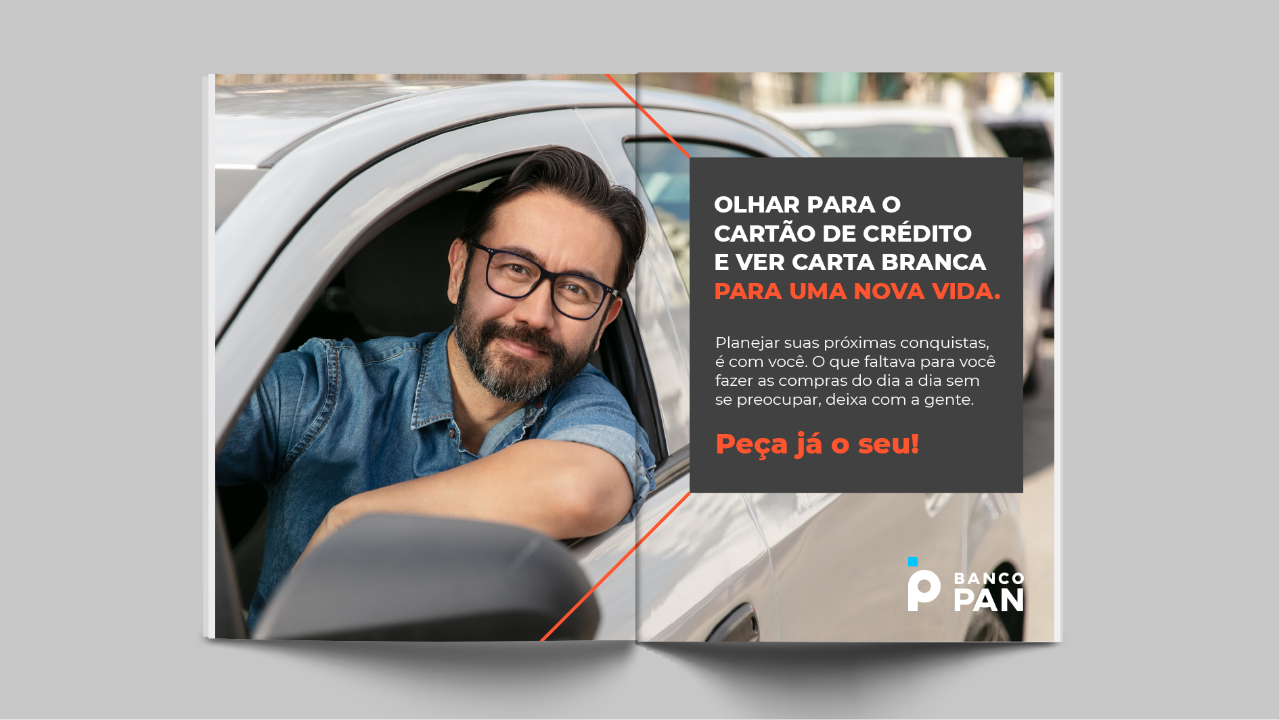 OLHAR PARA O
CARTÃO DE CRÉDITO
E VER CARTA BRANCA
PARA UMA NOVA VIDA.
Planejar suas próximas conquistas,
é com você. O que faltava para você
fazer as compras do dia a dia sem
se preocupar, deixa com a gente.
Peça já o seu!
BANCO
PAN